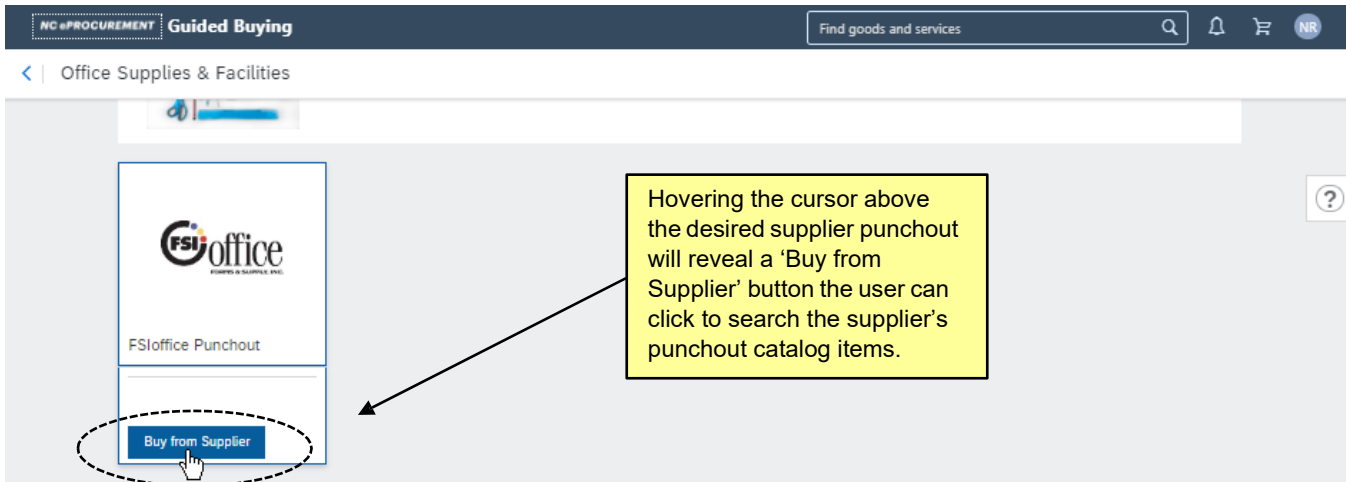 NC ePROCUREMENT Guided Buying
Find goods and services
NR
Office Supplies & Facilities
FSI office
FORMS & SUPPLY, INC.
FSIoffice Punchout
Buy from Supplier
Hovering the cursor above
the desired supplier punchout
will reveal a ‘Buy from
Supplier’ button the user can
click to search the supplier’s
punchout catalog items.
?